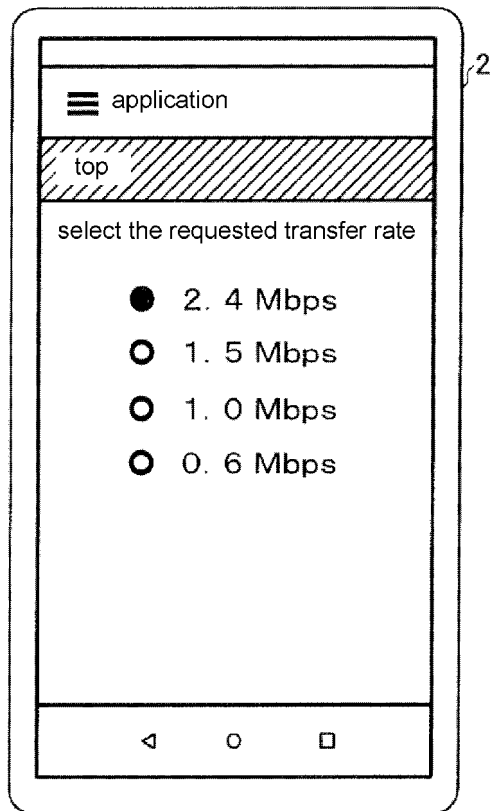 2
application
top
select the requested transfer rate
2. 4 Mbps
1. 5 Mbps
1. 0 Mbps
0. 6 Mbps